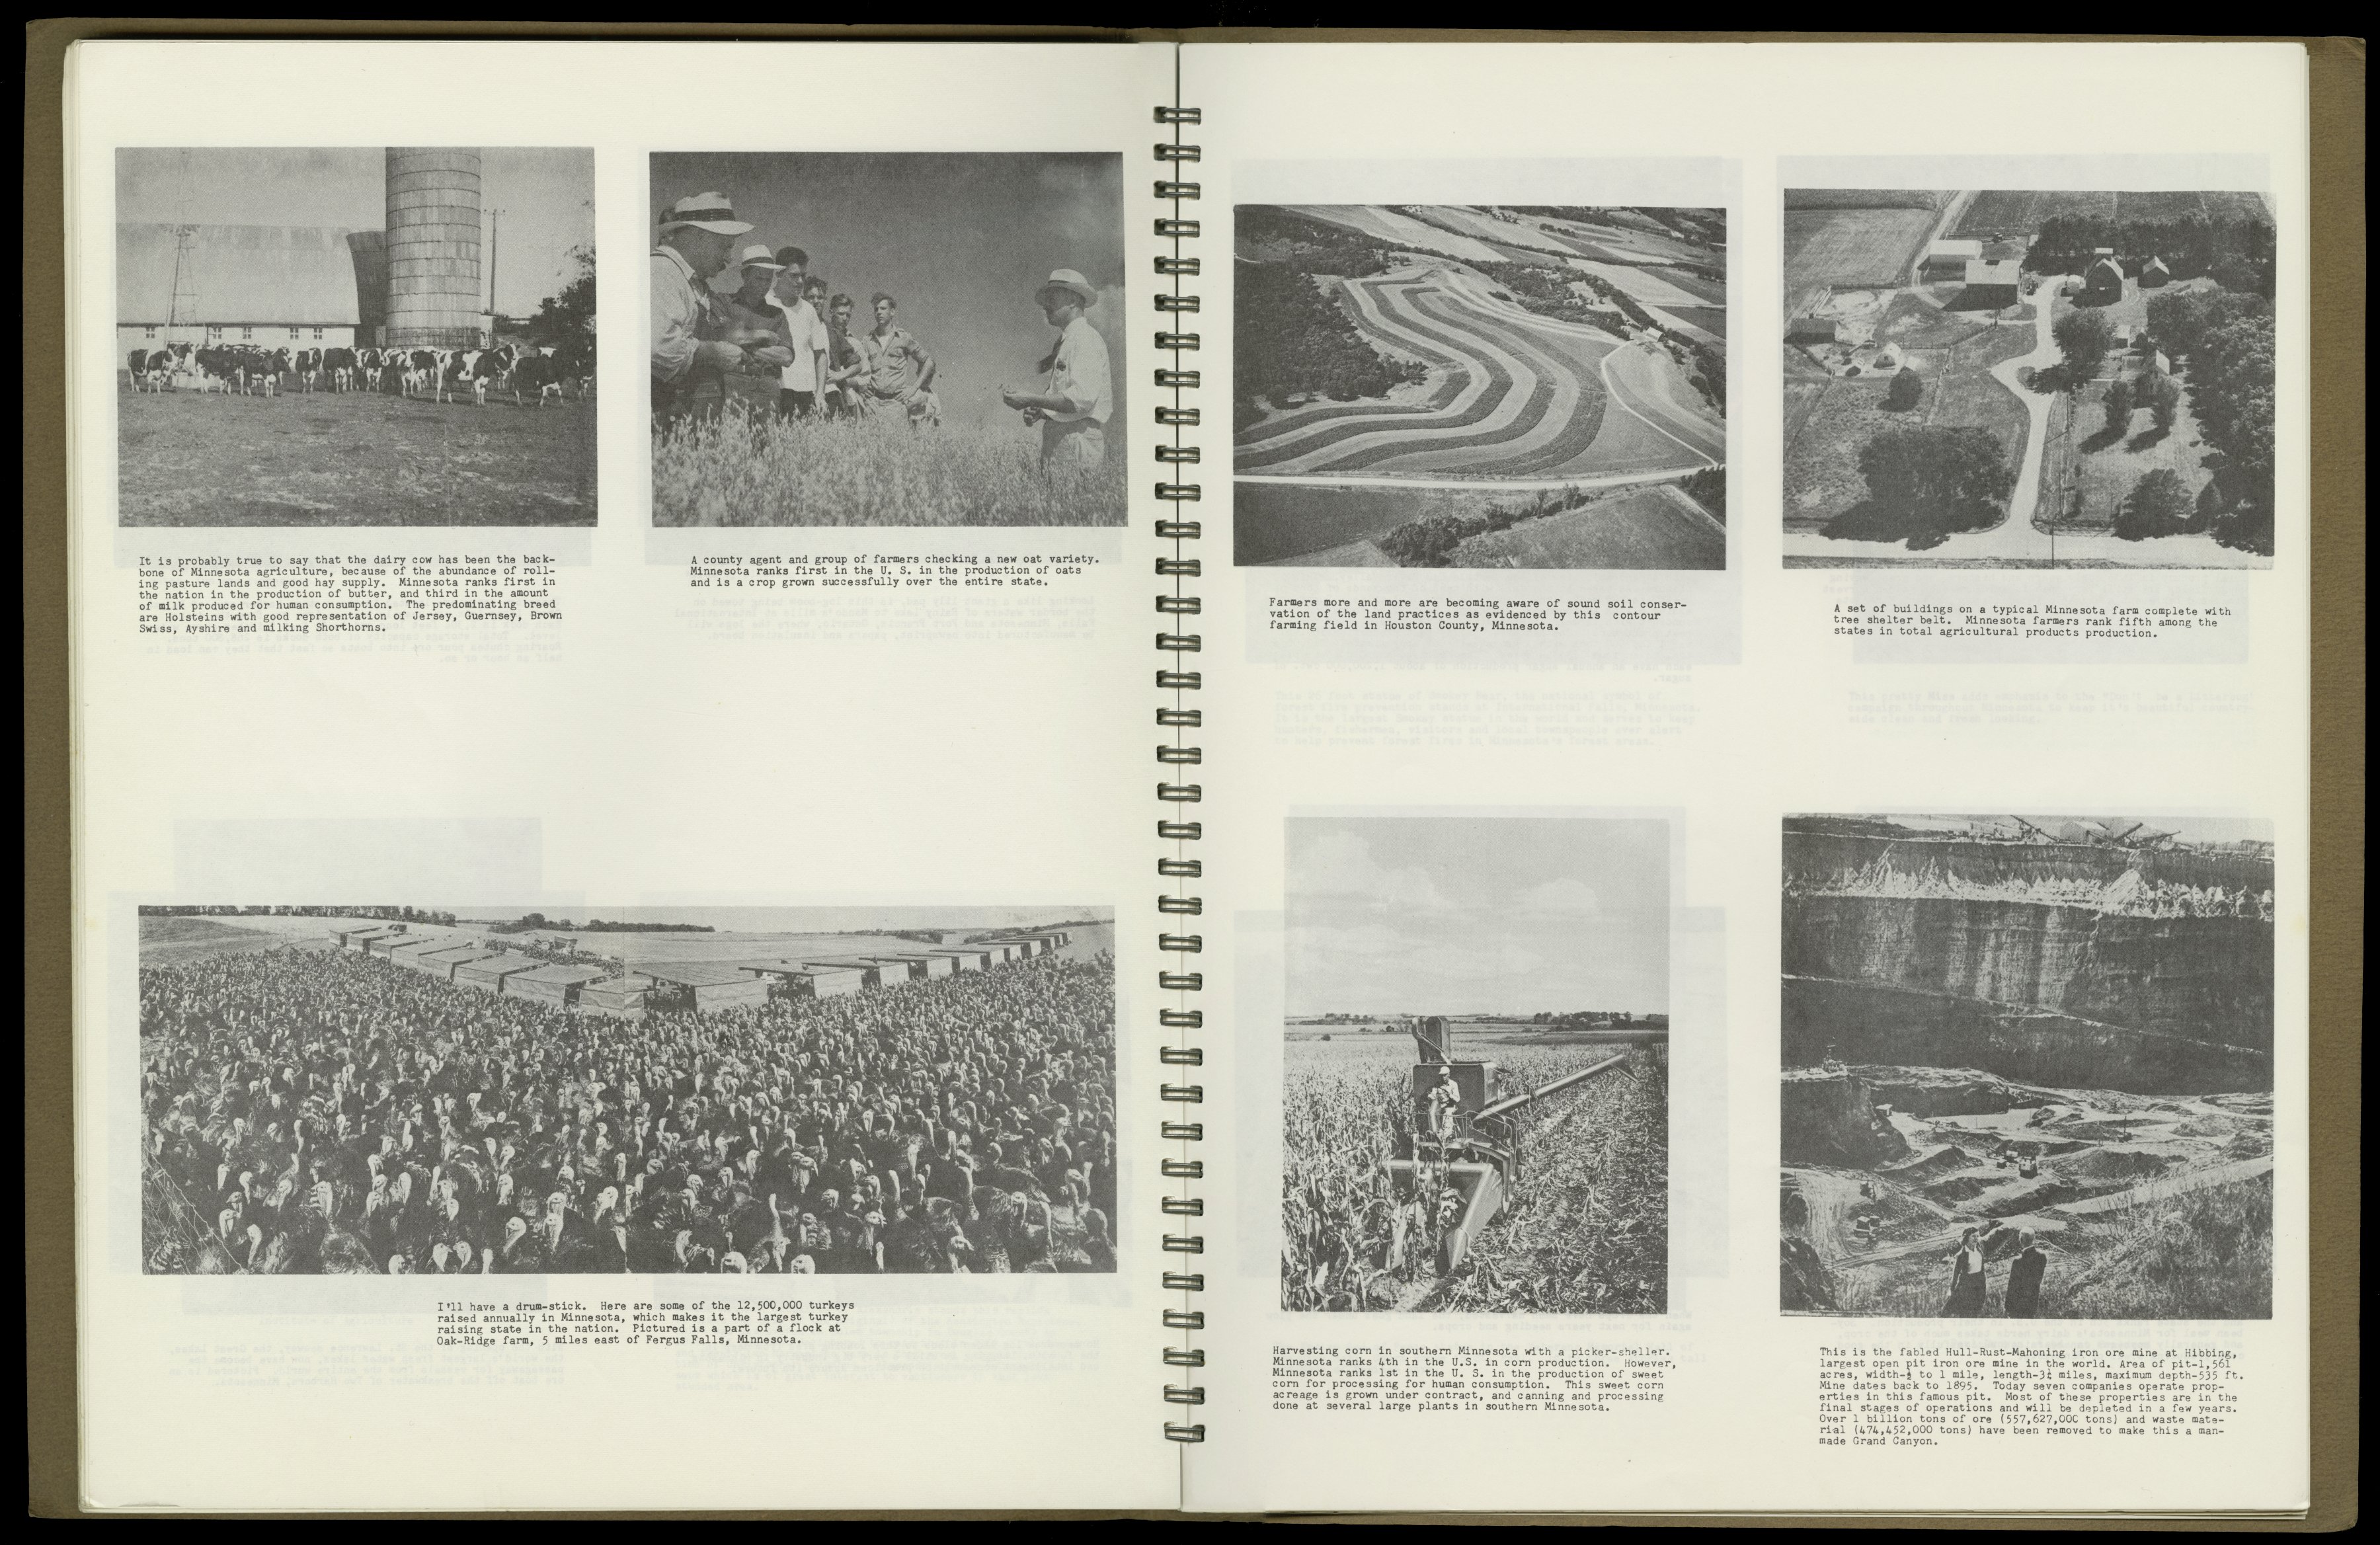 It is probably true to say that the dairy cow has been the back-
bone of Minnesota agriculture, because of the abundance of roll-
ing pasture lands and good hay supply.  Minnesota ranks first in
the nation in the production of butter, and third in the amount
of milk produced for human consumption.  The predominating breed
are Holsteins with good representation of Jersey, Guernsey, Brown
Swiss, Ayshire and milking Shorthorns.
A county agent and group of farmers checking a new oat variety.
Minnesota ranks first in the U. S. in the production of oats
and is a crop grown successfully over the entire state.
I'll have a drum-stick.  Here are some of the 12,500,000 turkeys
raised annually in Minnesota, which makes it the largest turkey
raising state in the nation.  Pictured is a part of a flock at
Oak-Ridge farm, 5 miles east of Fergus Falls, Minnesota.
Farmers more and more are becoming aware of sound soil conser-
vation of the land practices as evidenced by this contour
farming field in Houston County, Minnesota.
A set of buildings on a typical Minnesota farm complete with
tree shelter belt.  Minnesota farmers rank fifth among the
states in total agricultural products production.
Harvesting corn in southern Minnesota with a picker-sheller.
Minnesota ranks 4th in the U.S. in corn production.  However,
Minnesota ranks 1st in the U. S. in the production of sweet
corn for processing for human consumption.  This sweet corn
acreage is grown under contract, and canning and processing
done at several large plants in southern Minnesota.
This is the fabled Hull-Rust-Mahoning iron ore mine at Hibbing,
largest open pit iron ore mine in the world. Area of pit-1,561
acres, width-½ to 1 mile, length-3¼ miles, maximum depth-535 ft.
Mine dates back to 1895.  Today seven companies operate prop-
erties in this famous pit.  Most of these properties are in the
final stages of operations and will be depleted in a few years.
Over 1 billion tons of ore (557,627,000 tons) and waste mate-
rial (474,452,000 tons) have been removed to make this a man-
made Grand Canyon.